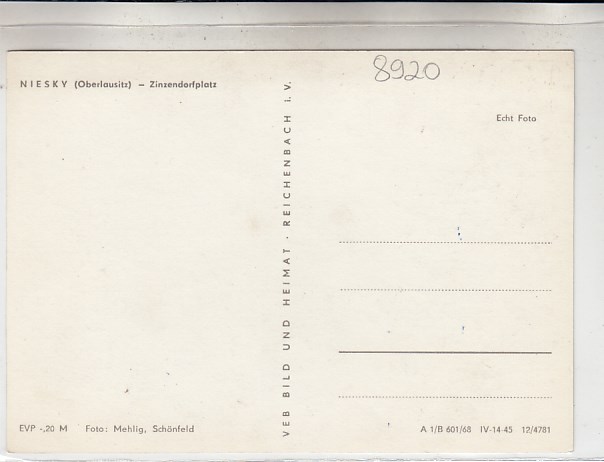 8920
NIESKY (Oberlausitz) – Zinzendorfplatz
Echt Foto
VEB BILD UND HEIMAT · REICHENBACH I. V.
EVP -,20 M Foto: Mehlig, Schönfeld
A 1/B 601/68 IV-14-45 12/4781